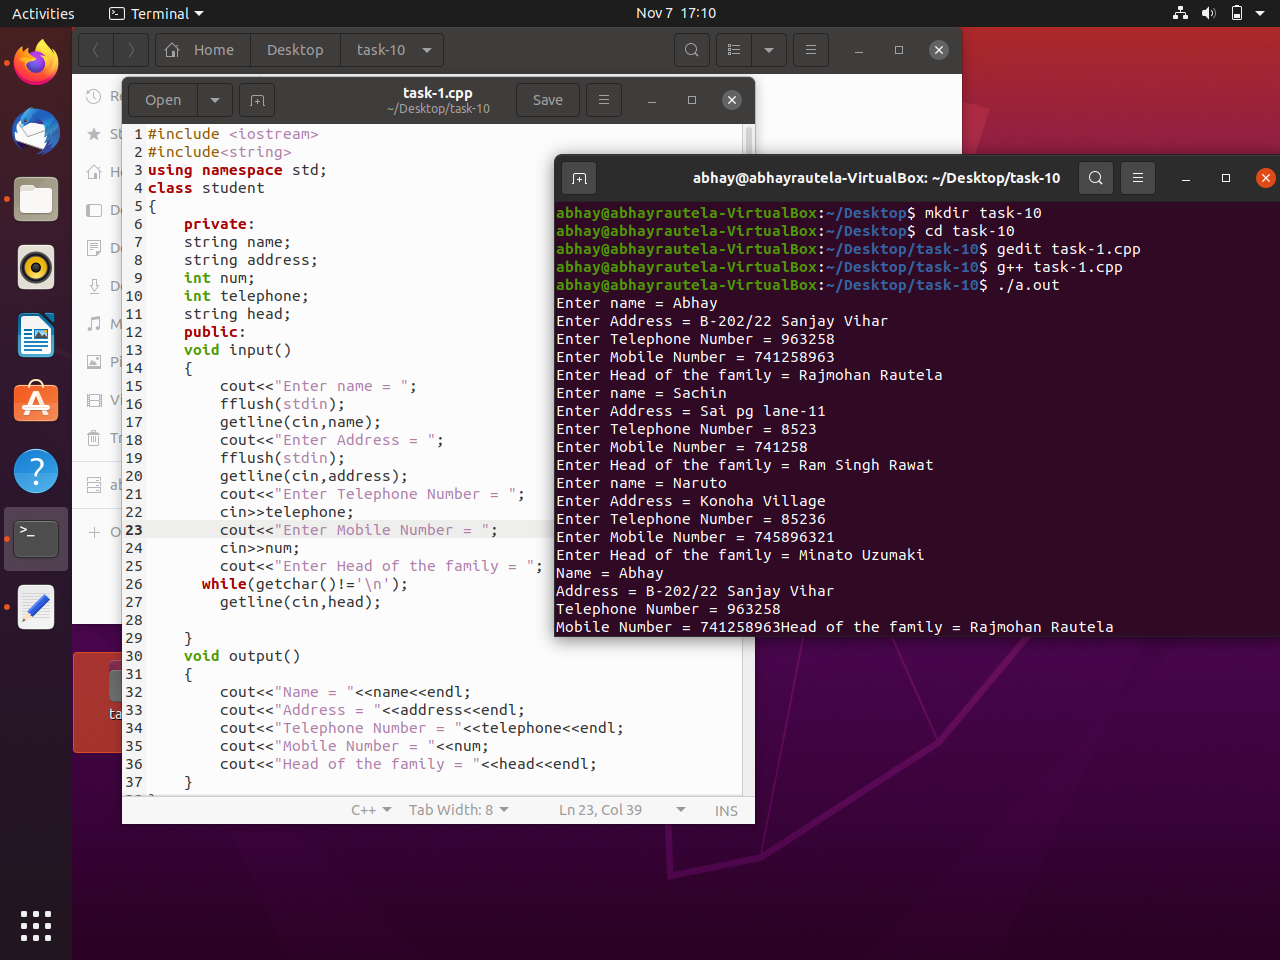 Activities Terminal Nov 7 17:10
Home Desktop task-10
Open task-1.cpp Save
~/Desktop/task-10
1 #include <iostream>
2 #include<string>
3 using namespace std;
4 class student
5 {
6 private:
7 string name;
8 string address;
9 int num;
10 int telephone;
11 string head;
12 public:
13 void input()
14 {
15 cout<<"Enter name = ";
16 fflush(stdin);
17 getline(cin,name);
18 cout<<"Enter Address = ";
19 fflush(stdin);
20 getline(cin,address);
21 cout<<"Enter Telephone Number = ";
22 cin>>telephone;
23 cout<<"Enter Mobile Number = ";
24 cin>>num;
25 cout<<"Enter Head of the family = ";
26 while(getchar()!='\n');
27 getline(cin,head);
28
29 }
30 void output()
31 {
32 cout<<"Name = "<<name<<endl;
33 cout<<"Address = "<<address<<endl;
34 cout<<"Telephone Number = "<<telephone<<endl;
35 cout<<"Mobile Number = "<<num;
36 cout<<"Head of the family = "<<head<<endl;
37 }
C++ Tab Width: 8 Ln 23, Col 39 INS
abhay@abhayrautela-VirtualBox: ~/Desktop/task-10
abhay@abhayrautela-VirtualBox:~/Desktop$ mkdir task-10
abhay@abhayrautela-VirtualBox:~/Desktop$ cd task-10
abhay@abhayrautela-VirtualBox:~/Desktop/task-10$ gedit task-1.cpp
abhay@abhayrautela-VirtualBox:~/Desktop/task-10$ g++ task-1.cpp
abhay@abhayrautela-VirtualBox:~/Desktop/task-10$ ./a.out
Enter name = Abhay
Enter Address = B-202/22 Sanjay Vihar
Enter Telephone Number = 963258
Enter Mobile Number = 741258963
Enter Head of the family = Rajmohan Rautela
Enter name = Sachin
Enter Address = Sai pg lane-11
Enter Telephone Number = 8523
Enter Mobile Number = 741258
Enter Head of the family = Ram Singh Rawat
Enter name = Naruto
Enter Address = Konoha Village
Enter Telephone Number = 85236
Enter Mobile Number = 745896321
Enter Head of the family = Minato Uzumaki
Name = Abhay
Address = B-202/22 Sanjay Vihar
Telephone Number = 963258
Mobile Number = 741258963Head of the family = Rajmohan Rautela